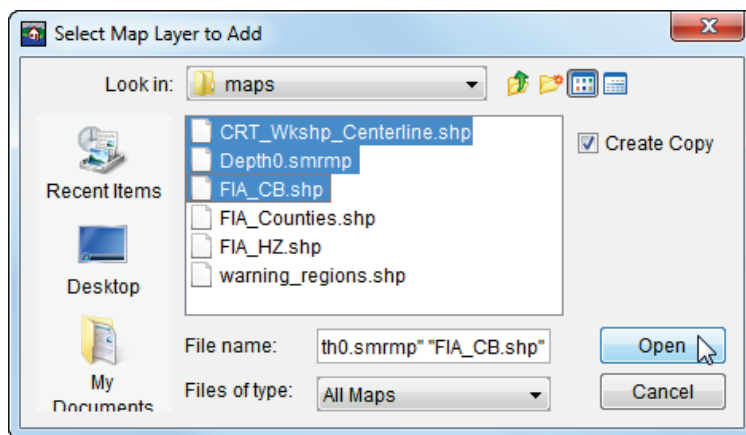 Select Map Layer to Add
Look in: maps
CRT_Wkshp_Centerline.shp
Create Copy
Depth0.smrmp
FIA_CB.shp
FIA_Counties.shp
FIA_HZ.shp
warning_regions.shp
Recent Items
Desktop
My
Documents
File name: th0.smrmp" "FIA_CB.shp"
Open
Files of type: All Maps
Cancel